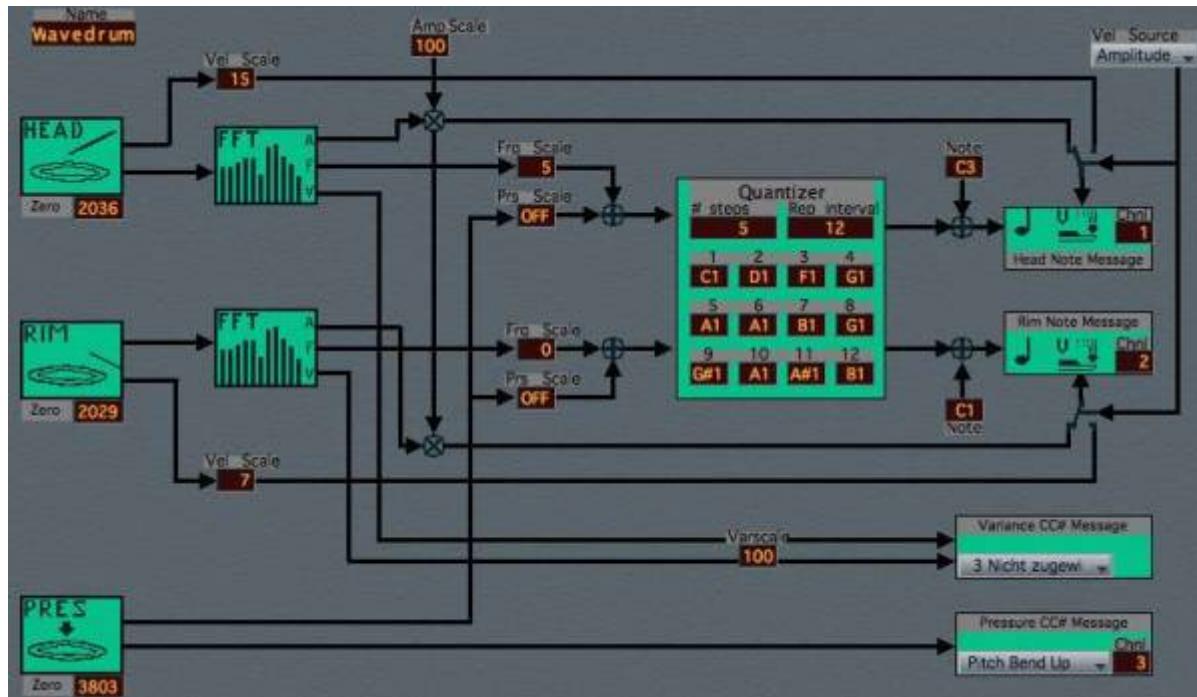 Name
Wavedrum
Amp Scale
100
Vel Source
Amplitude
Vel Scale
15
HEAD
Zero 2036
FFT
A
F
V
Frq Scale
5
Prs Scale
OFF
Quantizer
# steps
5
Rep interval
12
1 2 3 4
C1 D1 F1 G1
5 6 7 8
A1 A1 B1 G1
9 10 11 12
G#1 A1 A#1 B1
Note
C3
Chnl
1
Head Note Message
RIM
Zero 2029
FFT
A
F
V
Frq Scale
0
Prs Scale
OFF
Rim Note Message
Chnl
2
C1
Note
Vel Scale
7
Varscale
100
Variance CC# Message
3 Nicht zugewi
PRES
Zero 3803
Pressure CC# Message
Chnl
Pitch Bend Up
3